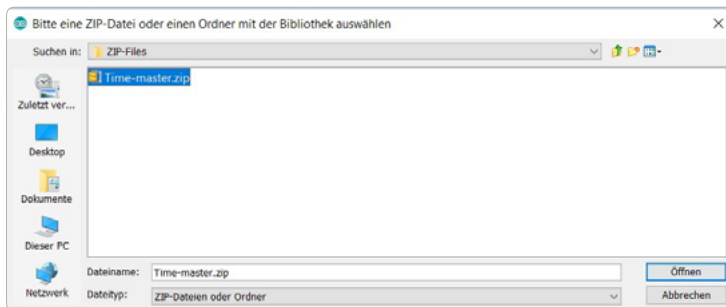 Bitte eine ZIP-Datei oder einen Ordner mit der Bibliothek auswählen
Suchen in: ZIP-Files
Time-master.zip
Zuletzt ver...
Desktop
Dokumente
Dieser PC
Netzwerk
Dateiname: Time-master.zip Öffnen
Dateityp: ZIP-Dateien oder Ordner Abbrechen